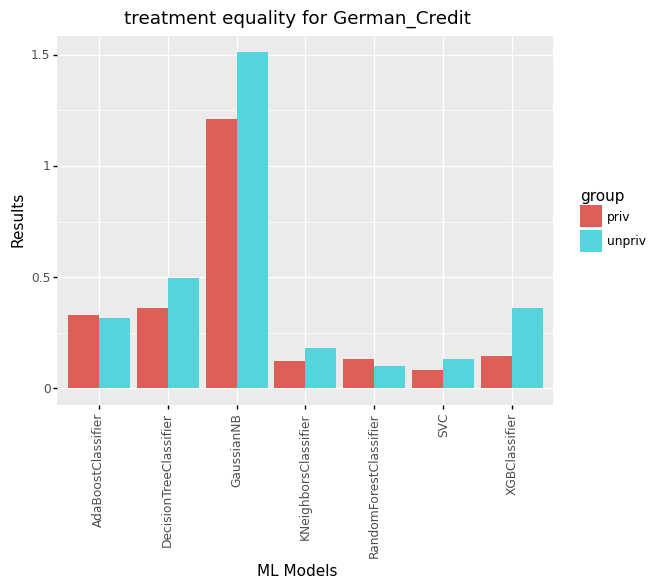 treatment equality for German_Credit
1.5
1
0.5
0
Results
AdaBoostClassifier
DecisionTreeClassifier
GaussianNB
KNeighborsClassifier
RandomForestClassifier
SVC
XGBClassifier
ML Models
group
priv
unpriv